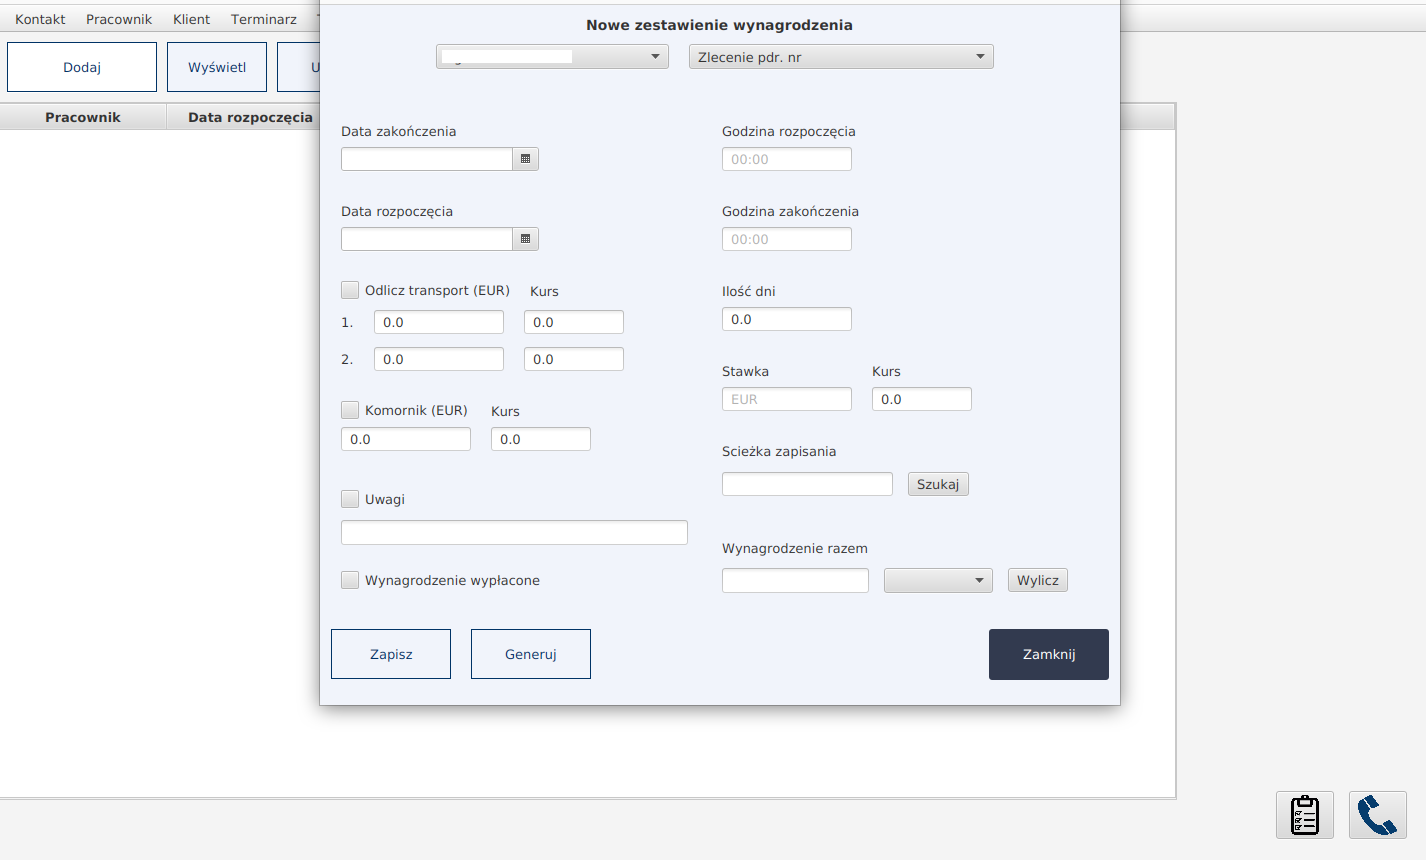 Kontakt Pracownik Klient Terminarz
Dodaj Wyświetl
Pracownik Data rozpoczęcia
Nowe zestawienie wynagrodzenia
Zlecenie pdr. nr
Data zakończenia
Godzina rozpoczęcia
00:00
Data rozpoczęcia
Godzina zakończenia
00:00
Odlicz transport (EUR) Kurs
1. 0.0 0.0
2. 0.0 0.0
Ilość dni
0.0
Komornik (EUR) Kurs
0.0 0.0
Stawka Kurs
EUR 0.0
Scieżka zapisania
Szukaj
Uwagi
Wynagrodzenie razem
Wylicz
Wynagrodzenie wypłacone
Zapisz Generuj Zamknij